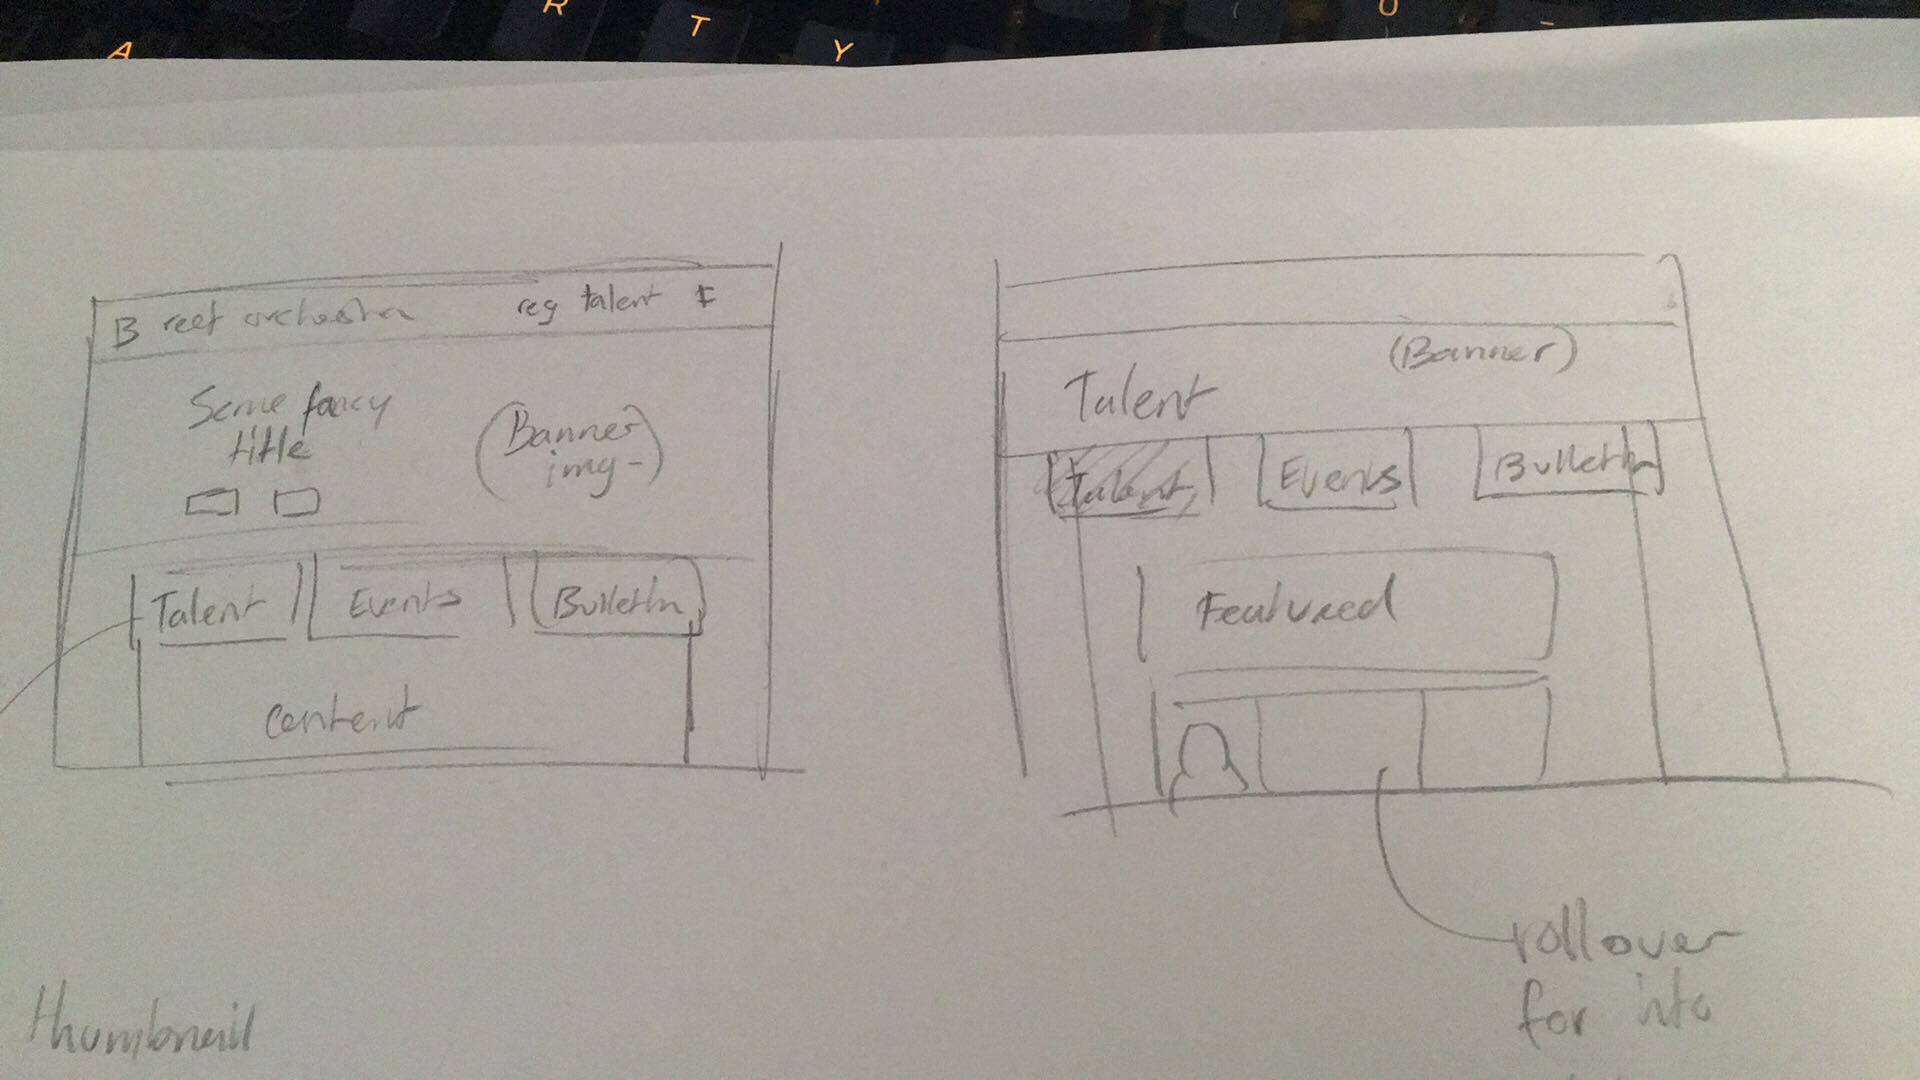 A R T Y U
B reef orchestra reg talent
Some fancy
title
(Banner
img-)
Talent Events Bulletin
Content
thumbnail
(Banner)
Talent
Talent Events Bulletin
Featured
rollover
for info